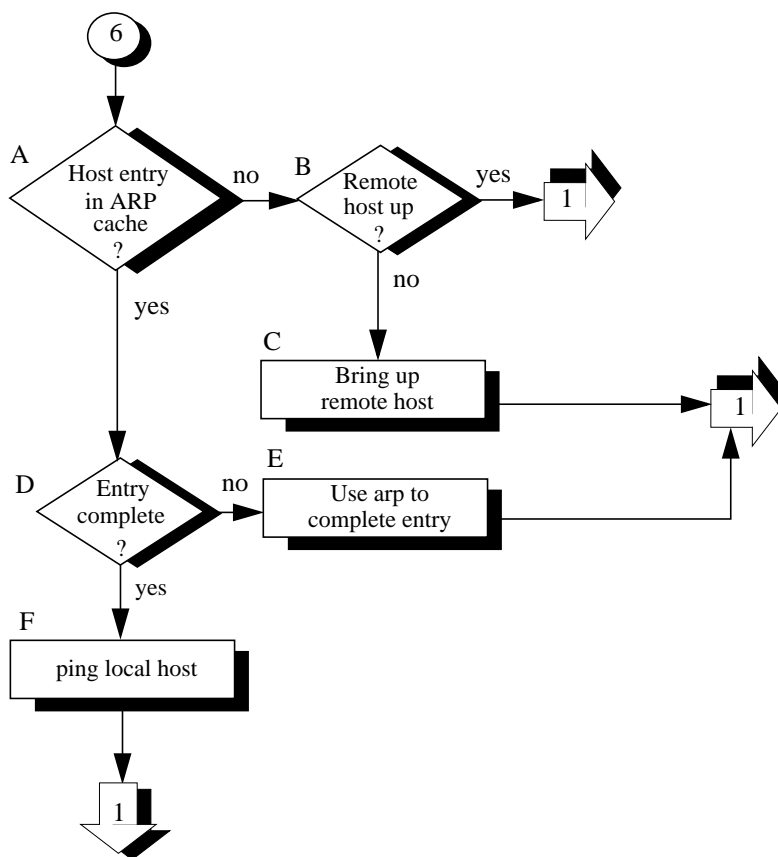 6
A
Host entry
in ARP
cache
?
no
B
Remote
host up
?
yes
1
yes
no
C
Bring up
remote host
1
D
Entry
complete
?
no
E
Use arp to
complete entry
yes
F
ping local host
1